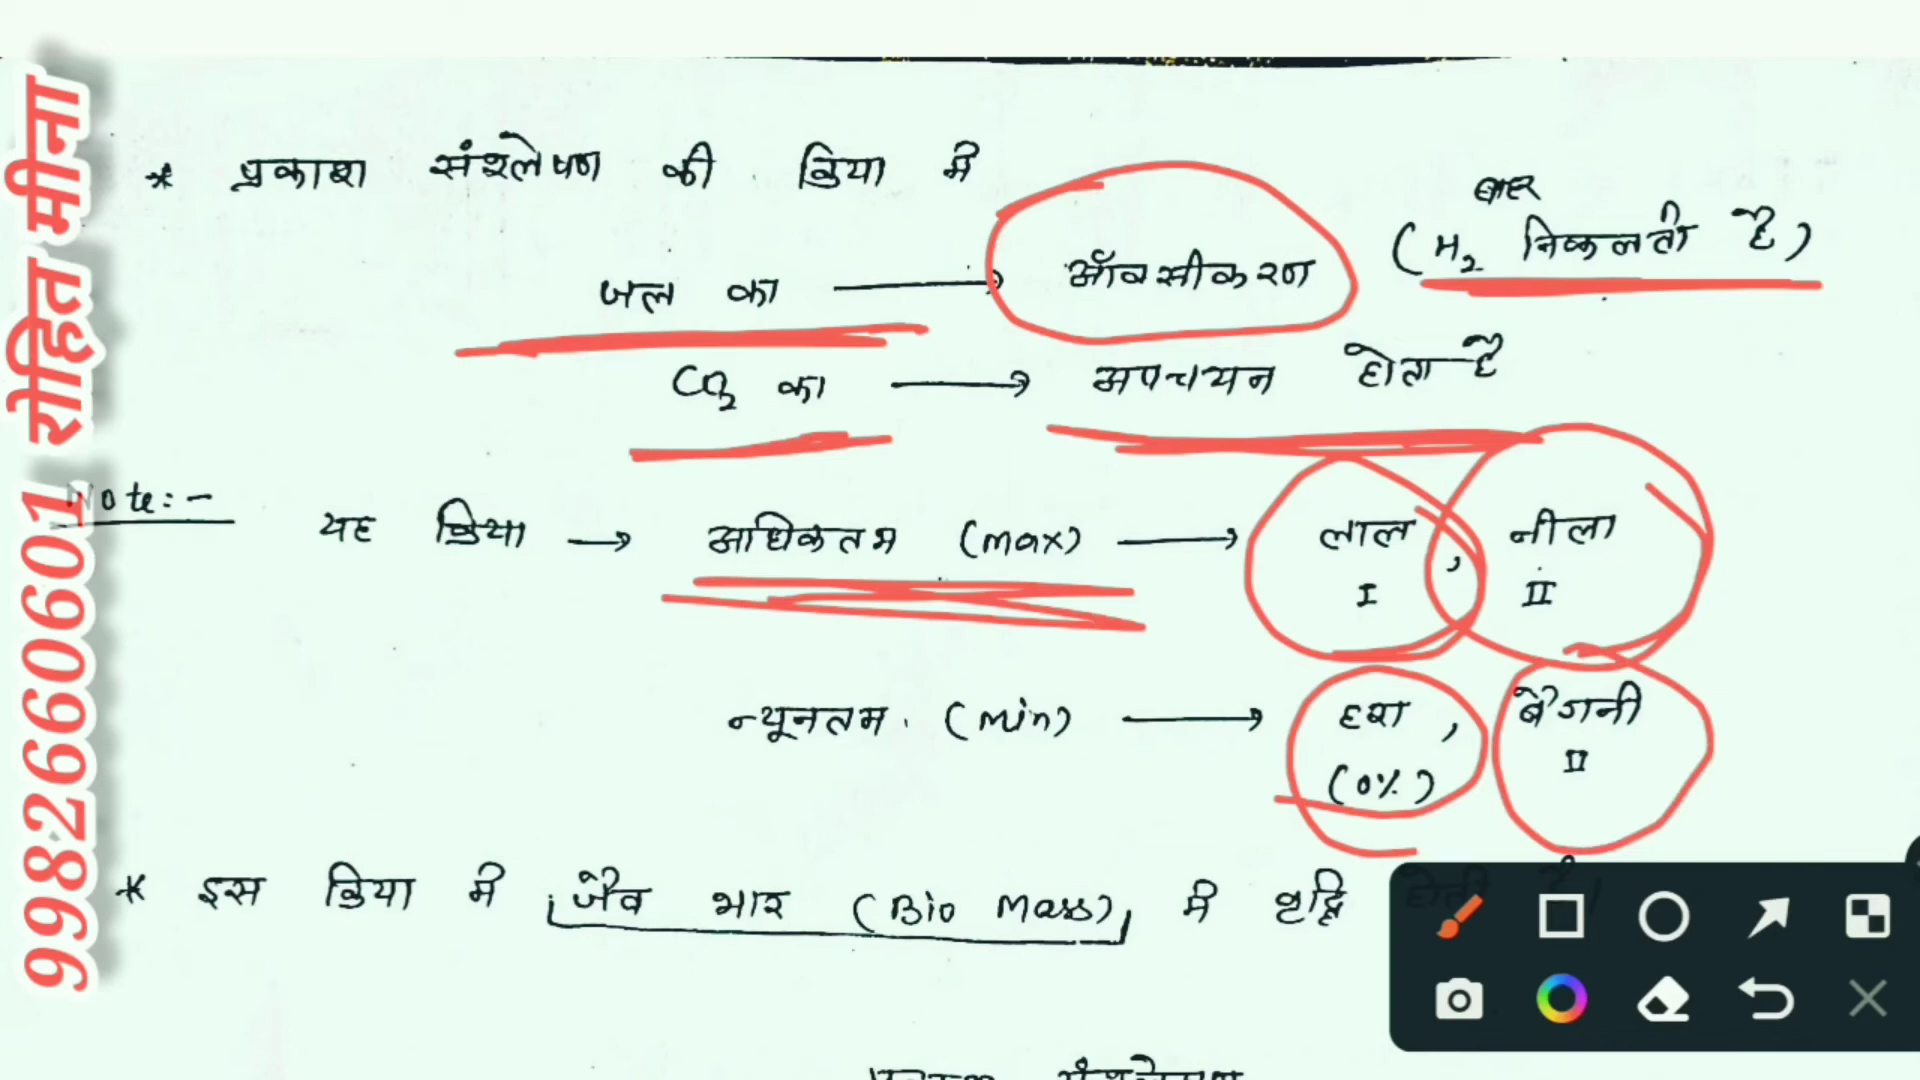 9982660601 रोहित मीना
* प्रकाश संश्लेषण की क्रिया मे
बाहर
जल का → ऑक्सीकरण (H₂ निकलती है)
CO₂ का → अपचयन होता है
Note:-
यह क्रिया → अधिकतम (max) → लाल, नीला
I II
न्यूनतम (min) → हरा, बैगनी
(0%) II
* इस क्रिया मे जैव भार (Bio Mass) मे वृद्धि होती है।